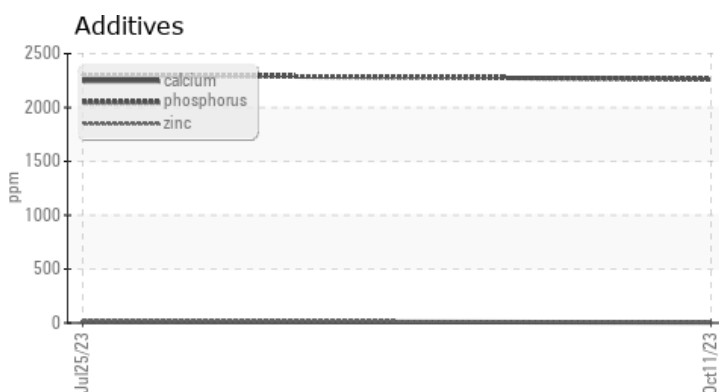 Additives
2500
2000
1500
1000
500
0
ppm
calcium
phosphorus
zinc
Jul25/23
Oct11/23